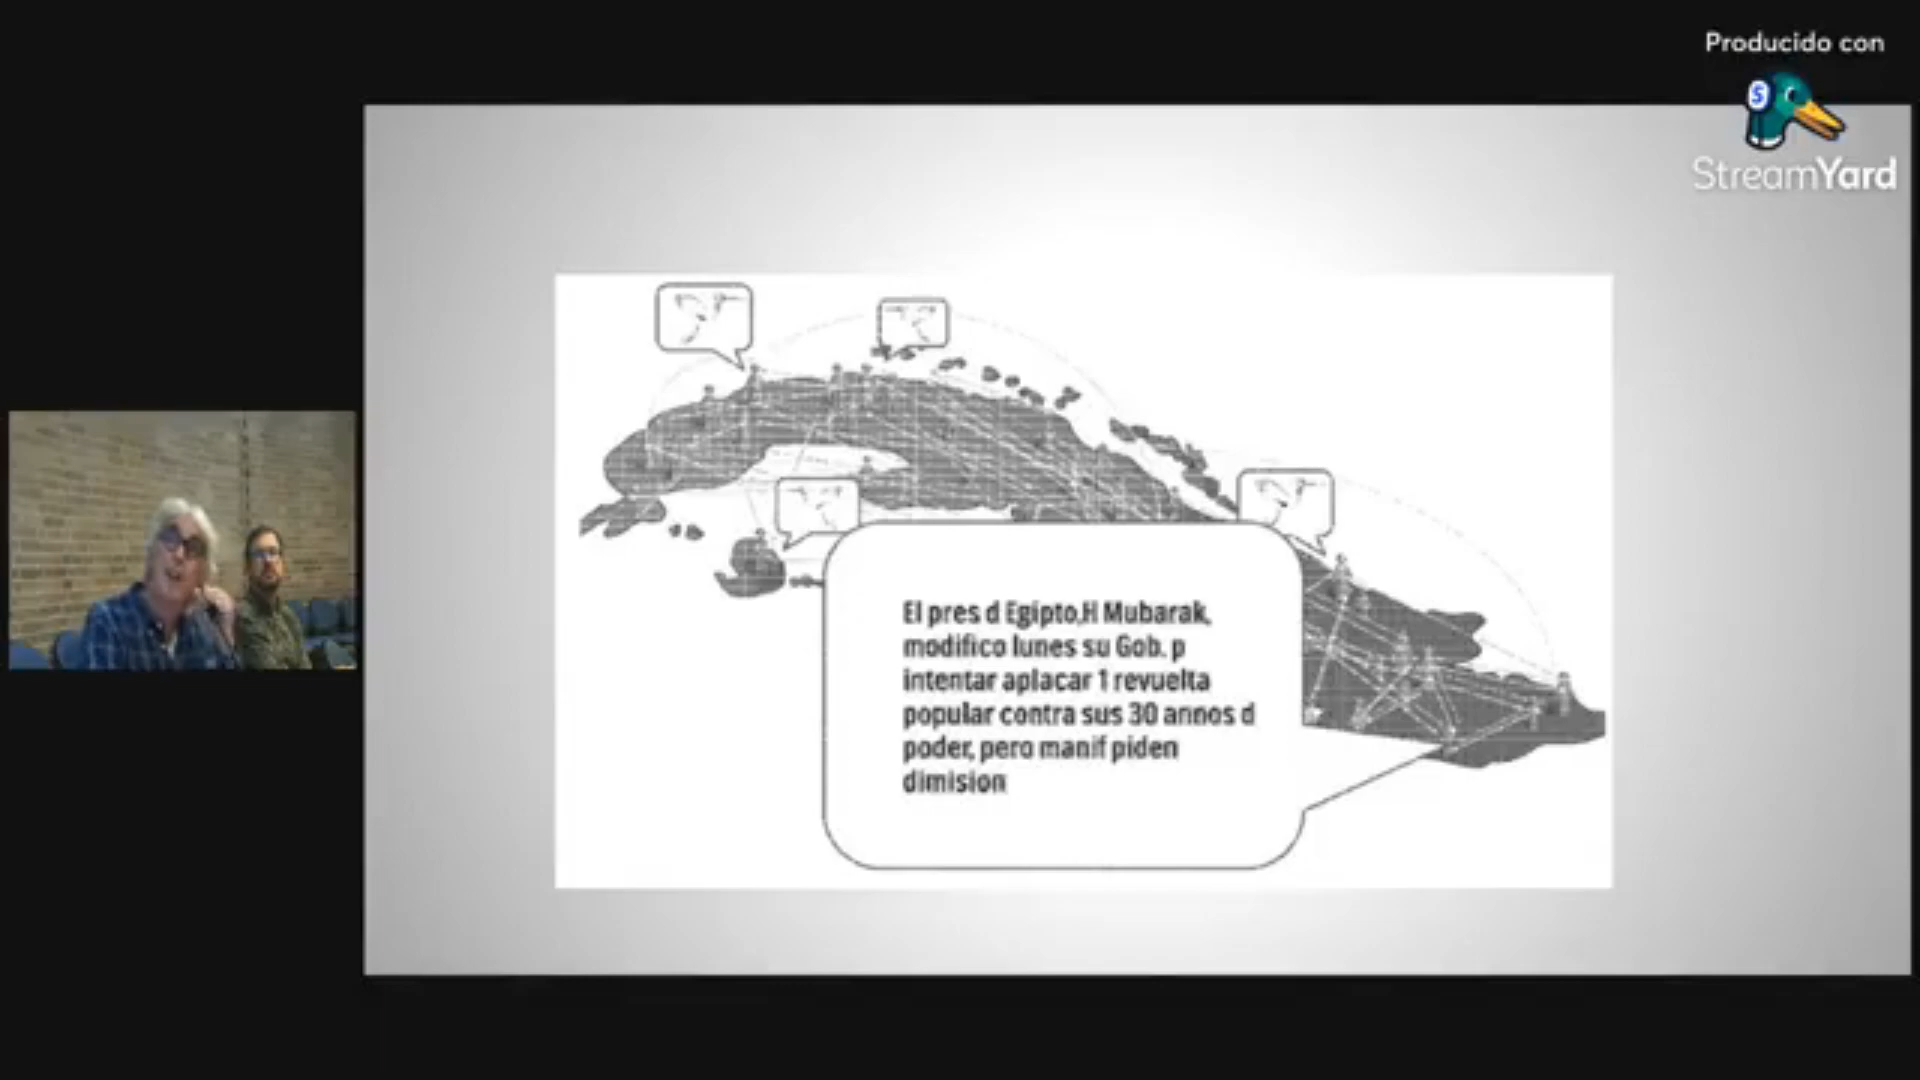 Producido con
StreamYard
El pres d Egipto,H Mubarak,
modifico lunes su Gob. p
intentar aplacar 1 revuelta
popular contra sus 30 annos d
poder, pero manif piden
dimision